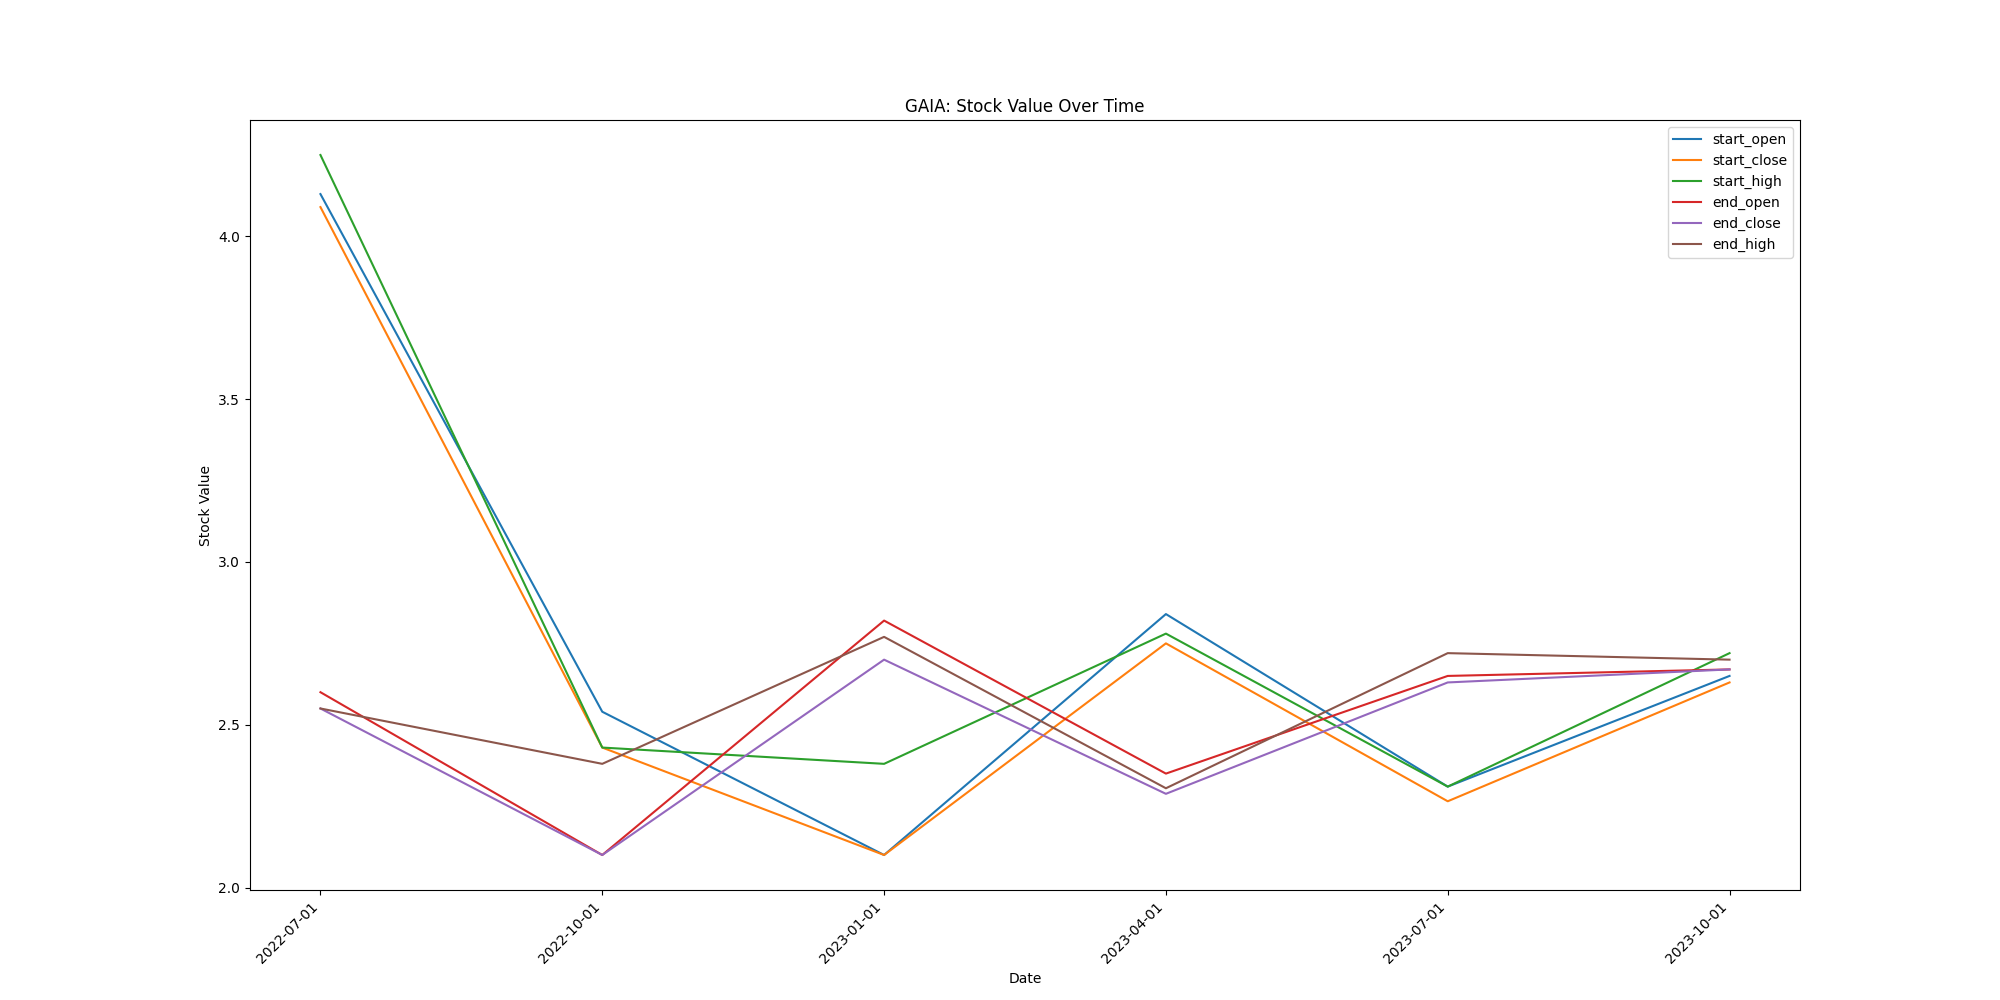 GAIA: Stock Value Over Time
start_open
start_close
start_high
end_open
end_close
end_high
Stock Value
4.0
3.5
3.0
2.5
2.0
2022-07-01
2022-10-01
2023-01-01
2023-04-01
2023-07-01
2023-10-01
Date